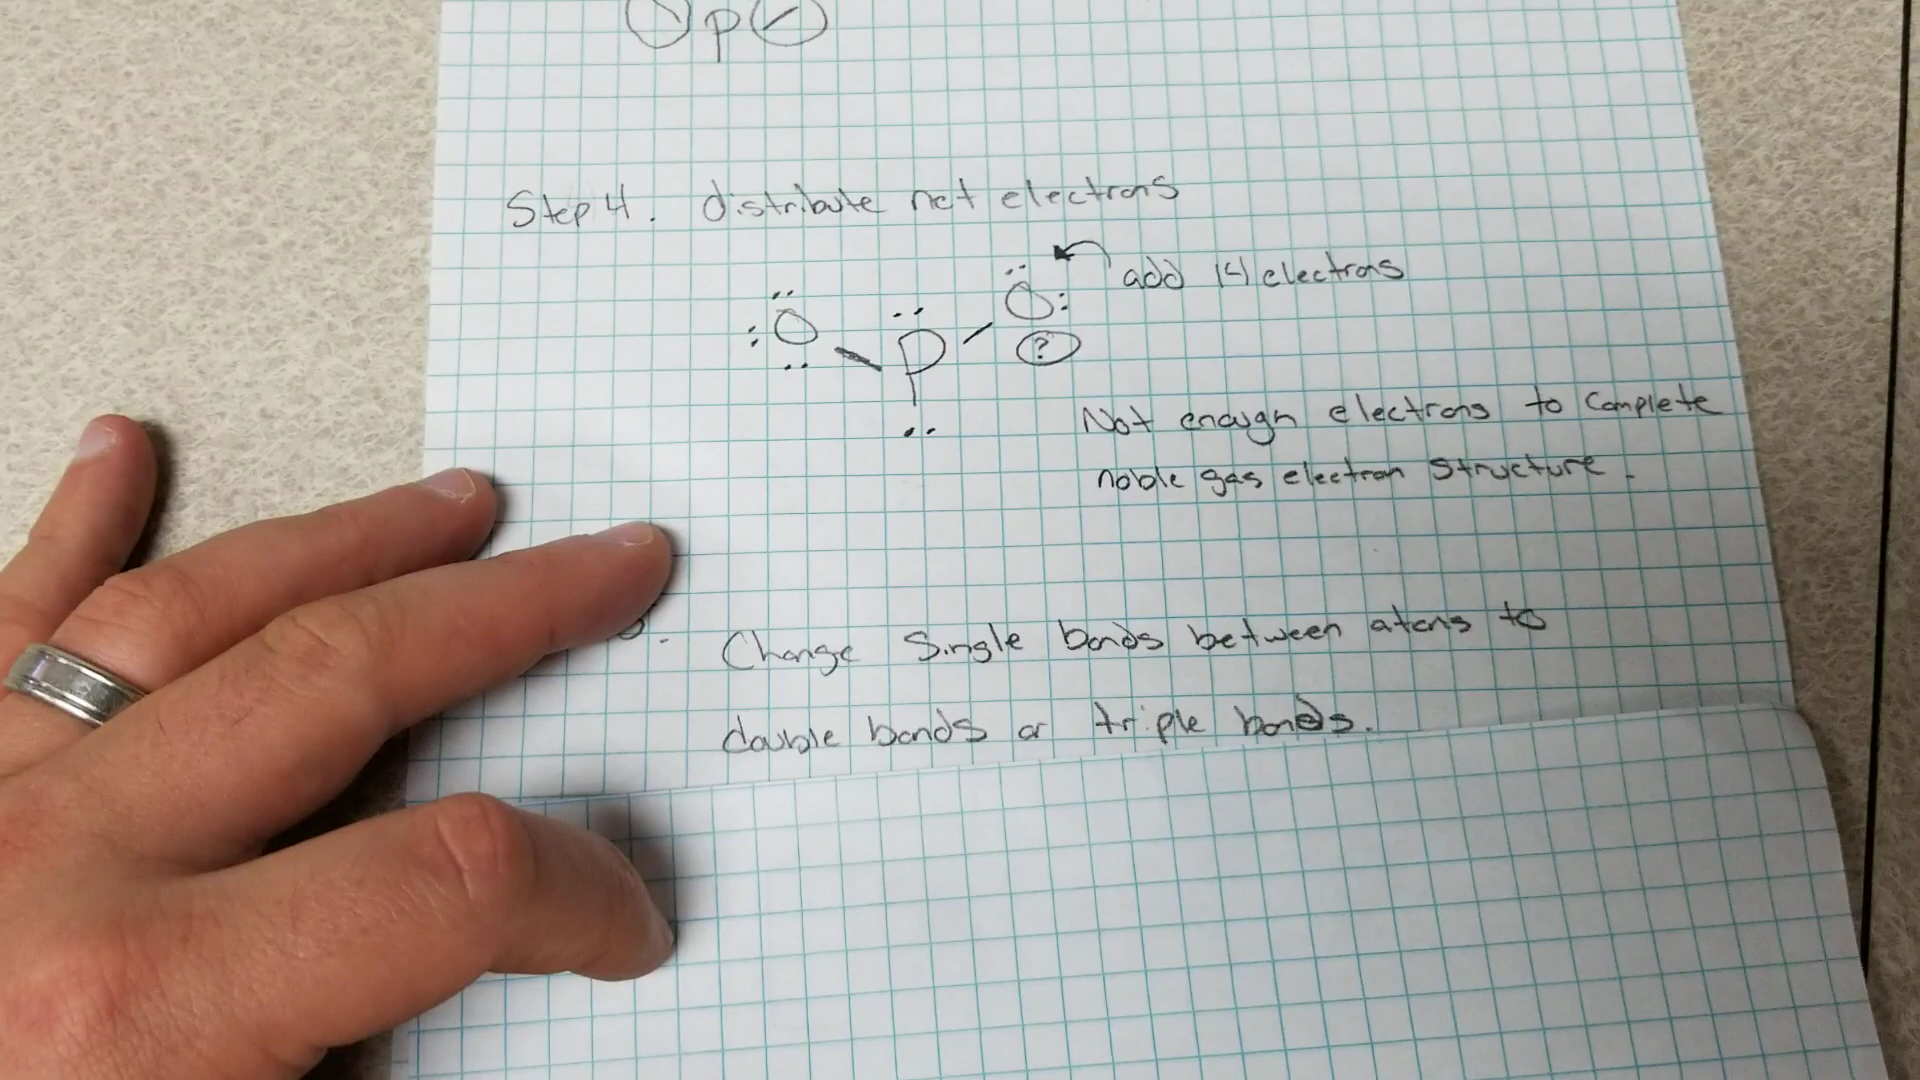 O P
Step 4. distribute net electrons
add 14 electrons
O P O
?
Not enough electrons to complete
noble gas electron structure.
Change Single bonds between atoms to
double bonds or triple bonds.